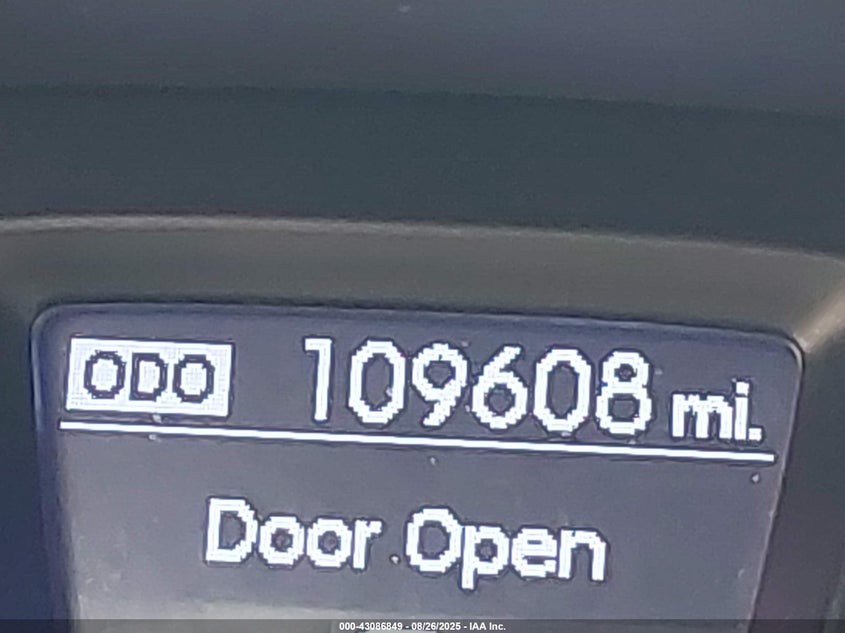 ODO 109608 mi.
Door Open
000-43086849 - 08/26/2025 - IAA Inc.